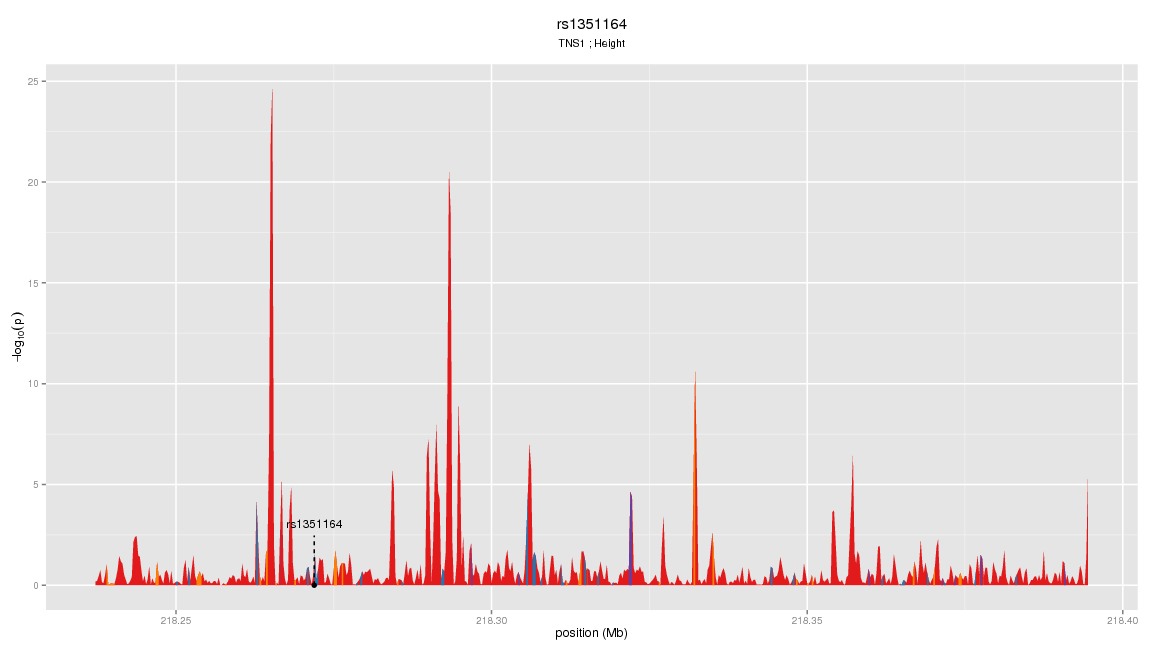 rs1351164
TNS1 ; Height
25
20
15
10
5
0
−log10(p)
rs1351164
218.25
218.30
218.35
218.40
position (Mb)